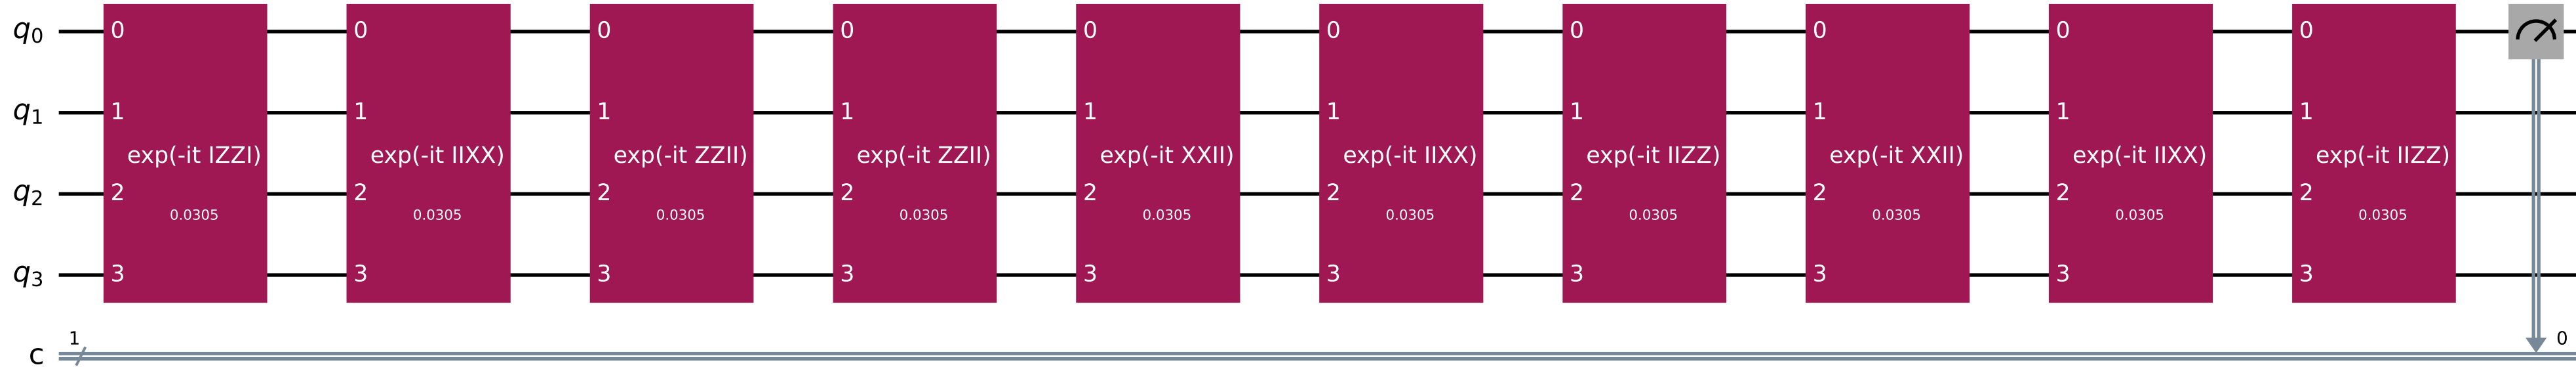 q0 0 0 0 0 0 0 0 0 0 0
q1 1 1 1 1 1 1 1 1 1 1
exp(-it IZZI) exp(-it IIXX) exp(-it ZZII) exp(-it ZZII) exp(-it XXII) exp(-it IIXX) exp(-it IIZZ) exp(-it XXII) exp(-it IIXX) exp(-it IIZZ)
q2 2 2 2 2 2 2 2 2 2 2
0.0305 0.0305 0.0305 0.0305 0.0305 0.0305 0.0305 0.0305 0.0305 0.0305
q3 3 3 3 3 3 3 3 3 3 3
1 0
c